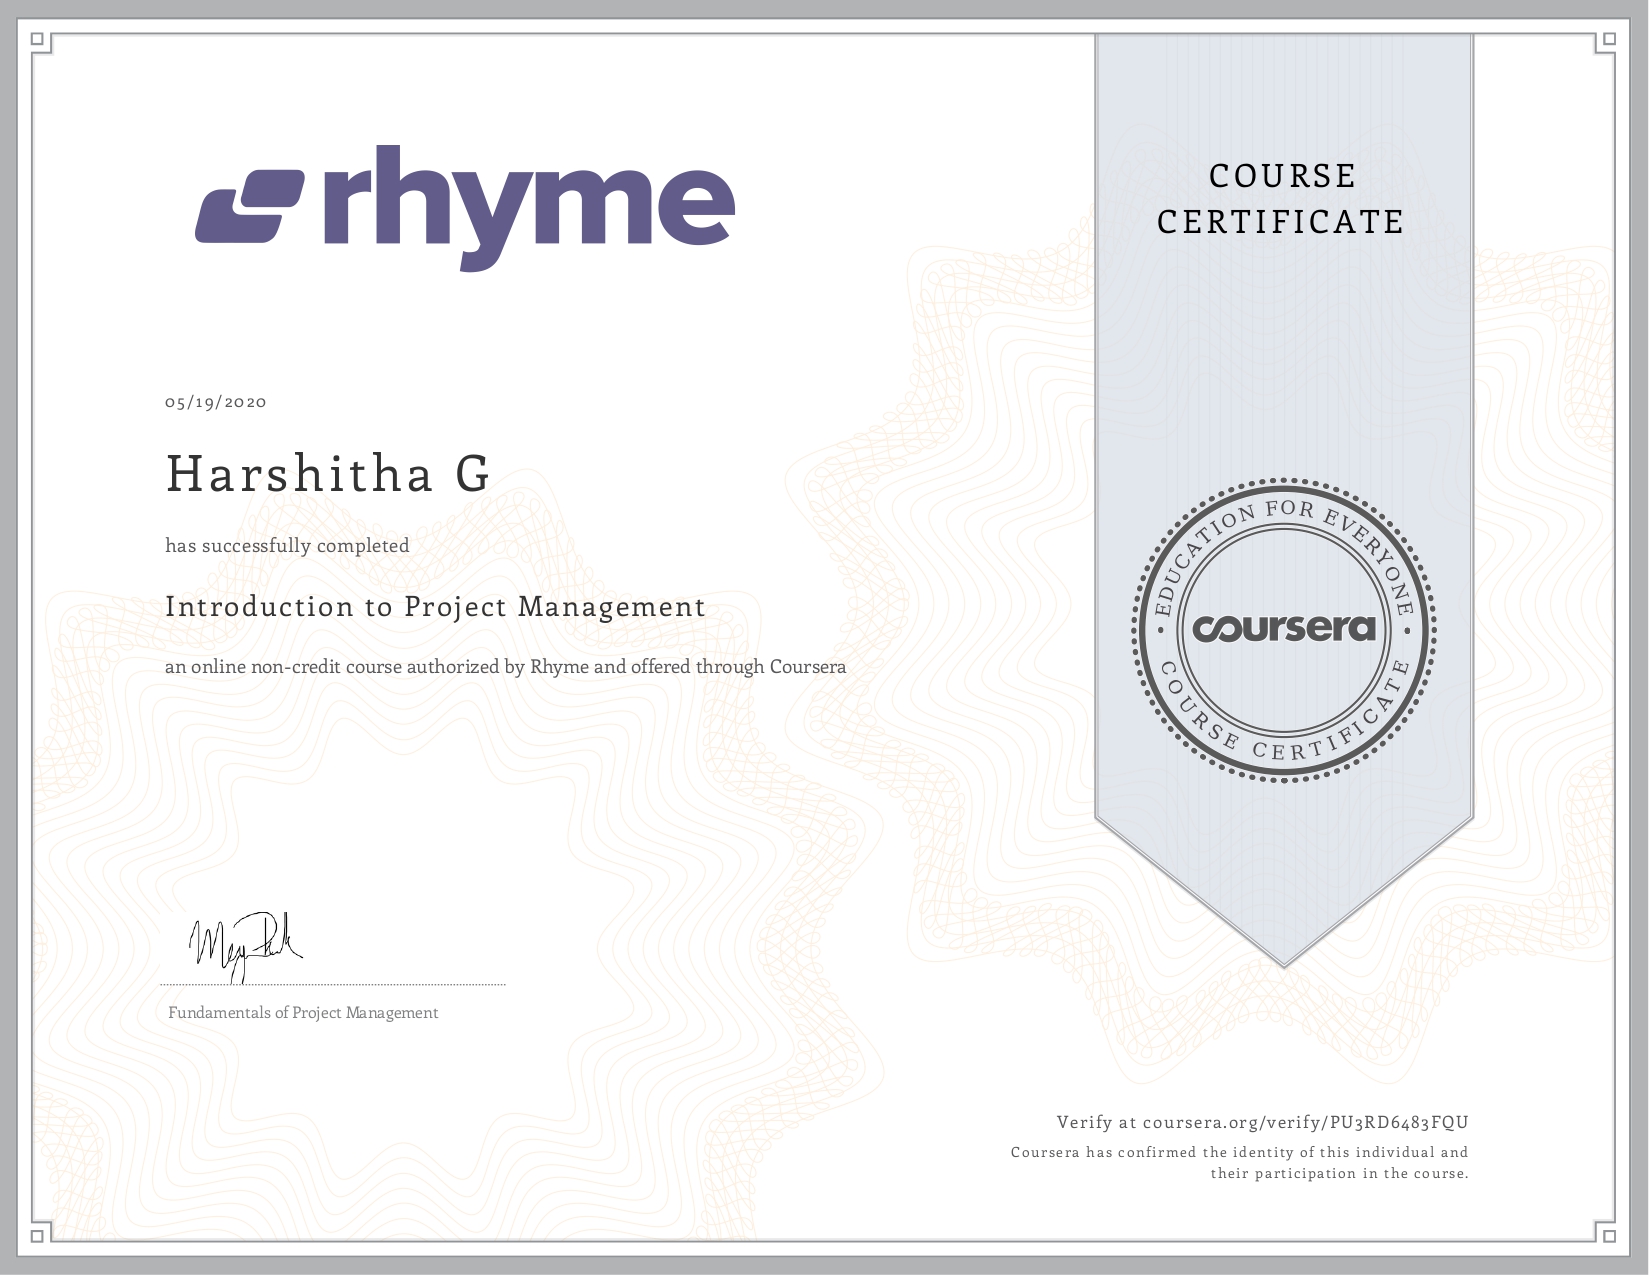 rhyme
COURSE
CERTIFICATE
05/19/2020
Harshitha G
has successfully completed
Introduction to Project Management
an online non-credit course authorized by Rhyme and offered through Coursera
EDUCATION FOR EVERYONE
coursera
COURSE CERTIFICATE
Fundamentals of Project Management
Verify at coursera.org/verify/PU3RD6483FQU
Coursera has confirmed the identity of this individual and
their participation in the course.